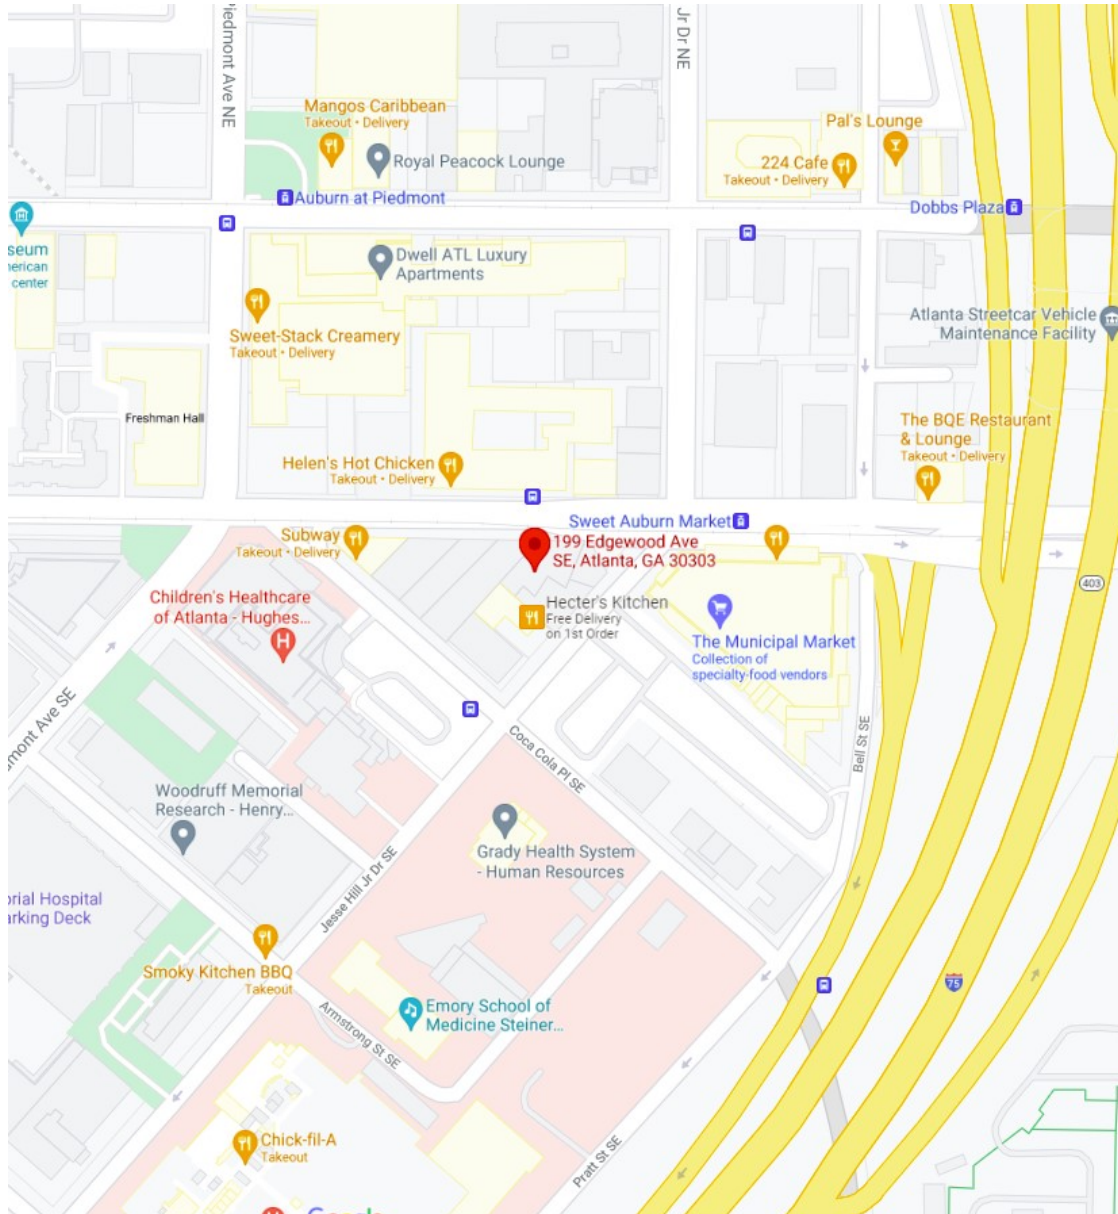 Piedmont Ave NE
Jr Dr NE
Mangos Caribbean
Takeout • Delivery
Royal Peacock Lounge
Pal's Lounge
224 Cafe
Takeout • Delivery
Auburn at Piedmont
Dobbs Plaza
seum
nerican
center
Dwell ATL Luxury
Apartments
Sweet-Stack Creamery
Takeout • Delivery
Atlanta Streetcar Vehicle
Maintenance Facility
Freshman Hall
The BQE Restaurant
& Lounge
Takeout • Delivery
Helen's Hot Chicken
Takeout • Delivery
Sweet Auburn Market
Subway
Takeout • Delivery
199 Edgewood Ave
SE, Atlanta, GA 30303
403
Children's Healthcare
of Atlanta - Hughes...
H
Hecter's Kitchen
Free Delivery
on 1st Order
The Municipal Market
Collection of
specialty-food vendors
mont Ave SE
Coca Cola Pl SE
Bell St SE
Woodruff Memorial
Research - Henry...
Grady Health System
- Human Resources
Jesse Hill Jr Dr SE
orial Hospital
arking Deck
Smoky Kitchen BBQ
Takeout
75
Emory School of
Medicine Steiner...
Armstrong St SE
Chick-fil-A
Takeout
Pratt St SE
Google